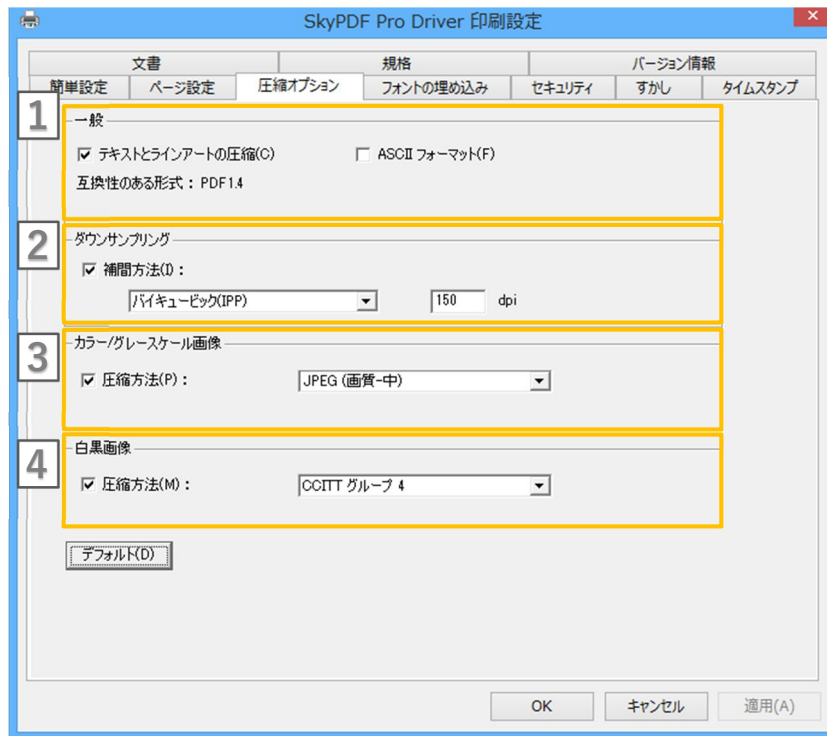 SkyPDF Pro Driver 印刷設定
×
文書 規格 バージョン情報
簡単設定 ページ設定 圧縮オプション フォントの埋め込み セキュリティ すかし タイムスタンプ
1
一般
テキストとラインアートの圧縮(C) ASCII フォーマット(F)
互換性のある形式 : PDF1.4
2
ダウンサンプリング
補間方法(I) :
バイキュービック(IPP) 150 dpi
3
カラー/グレースケール画像
圧縮方法(P) : JPEG (画質-中)
4
白黒画像
圧縮方法(M) : CCITT グループ 4
デフォルト(D)
OK キャンセル 適用(A)